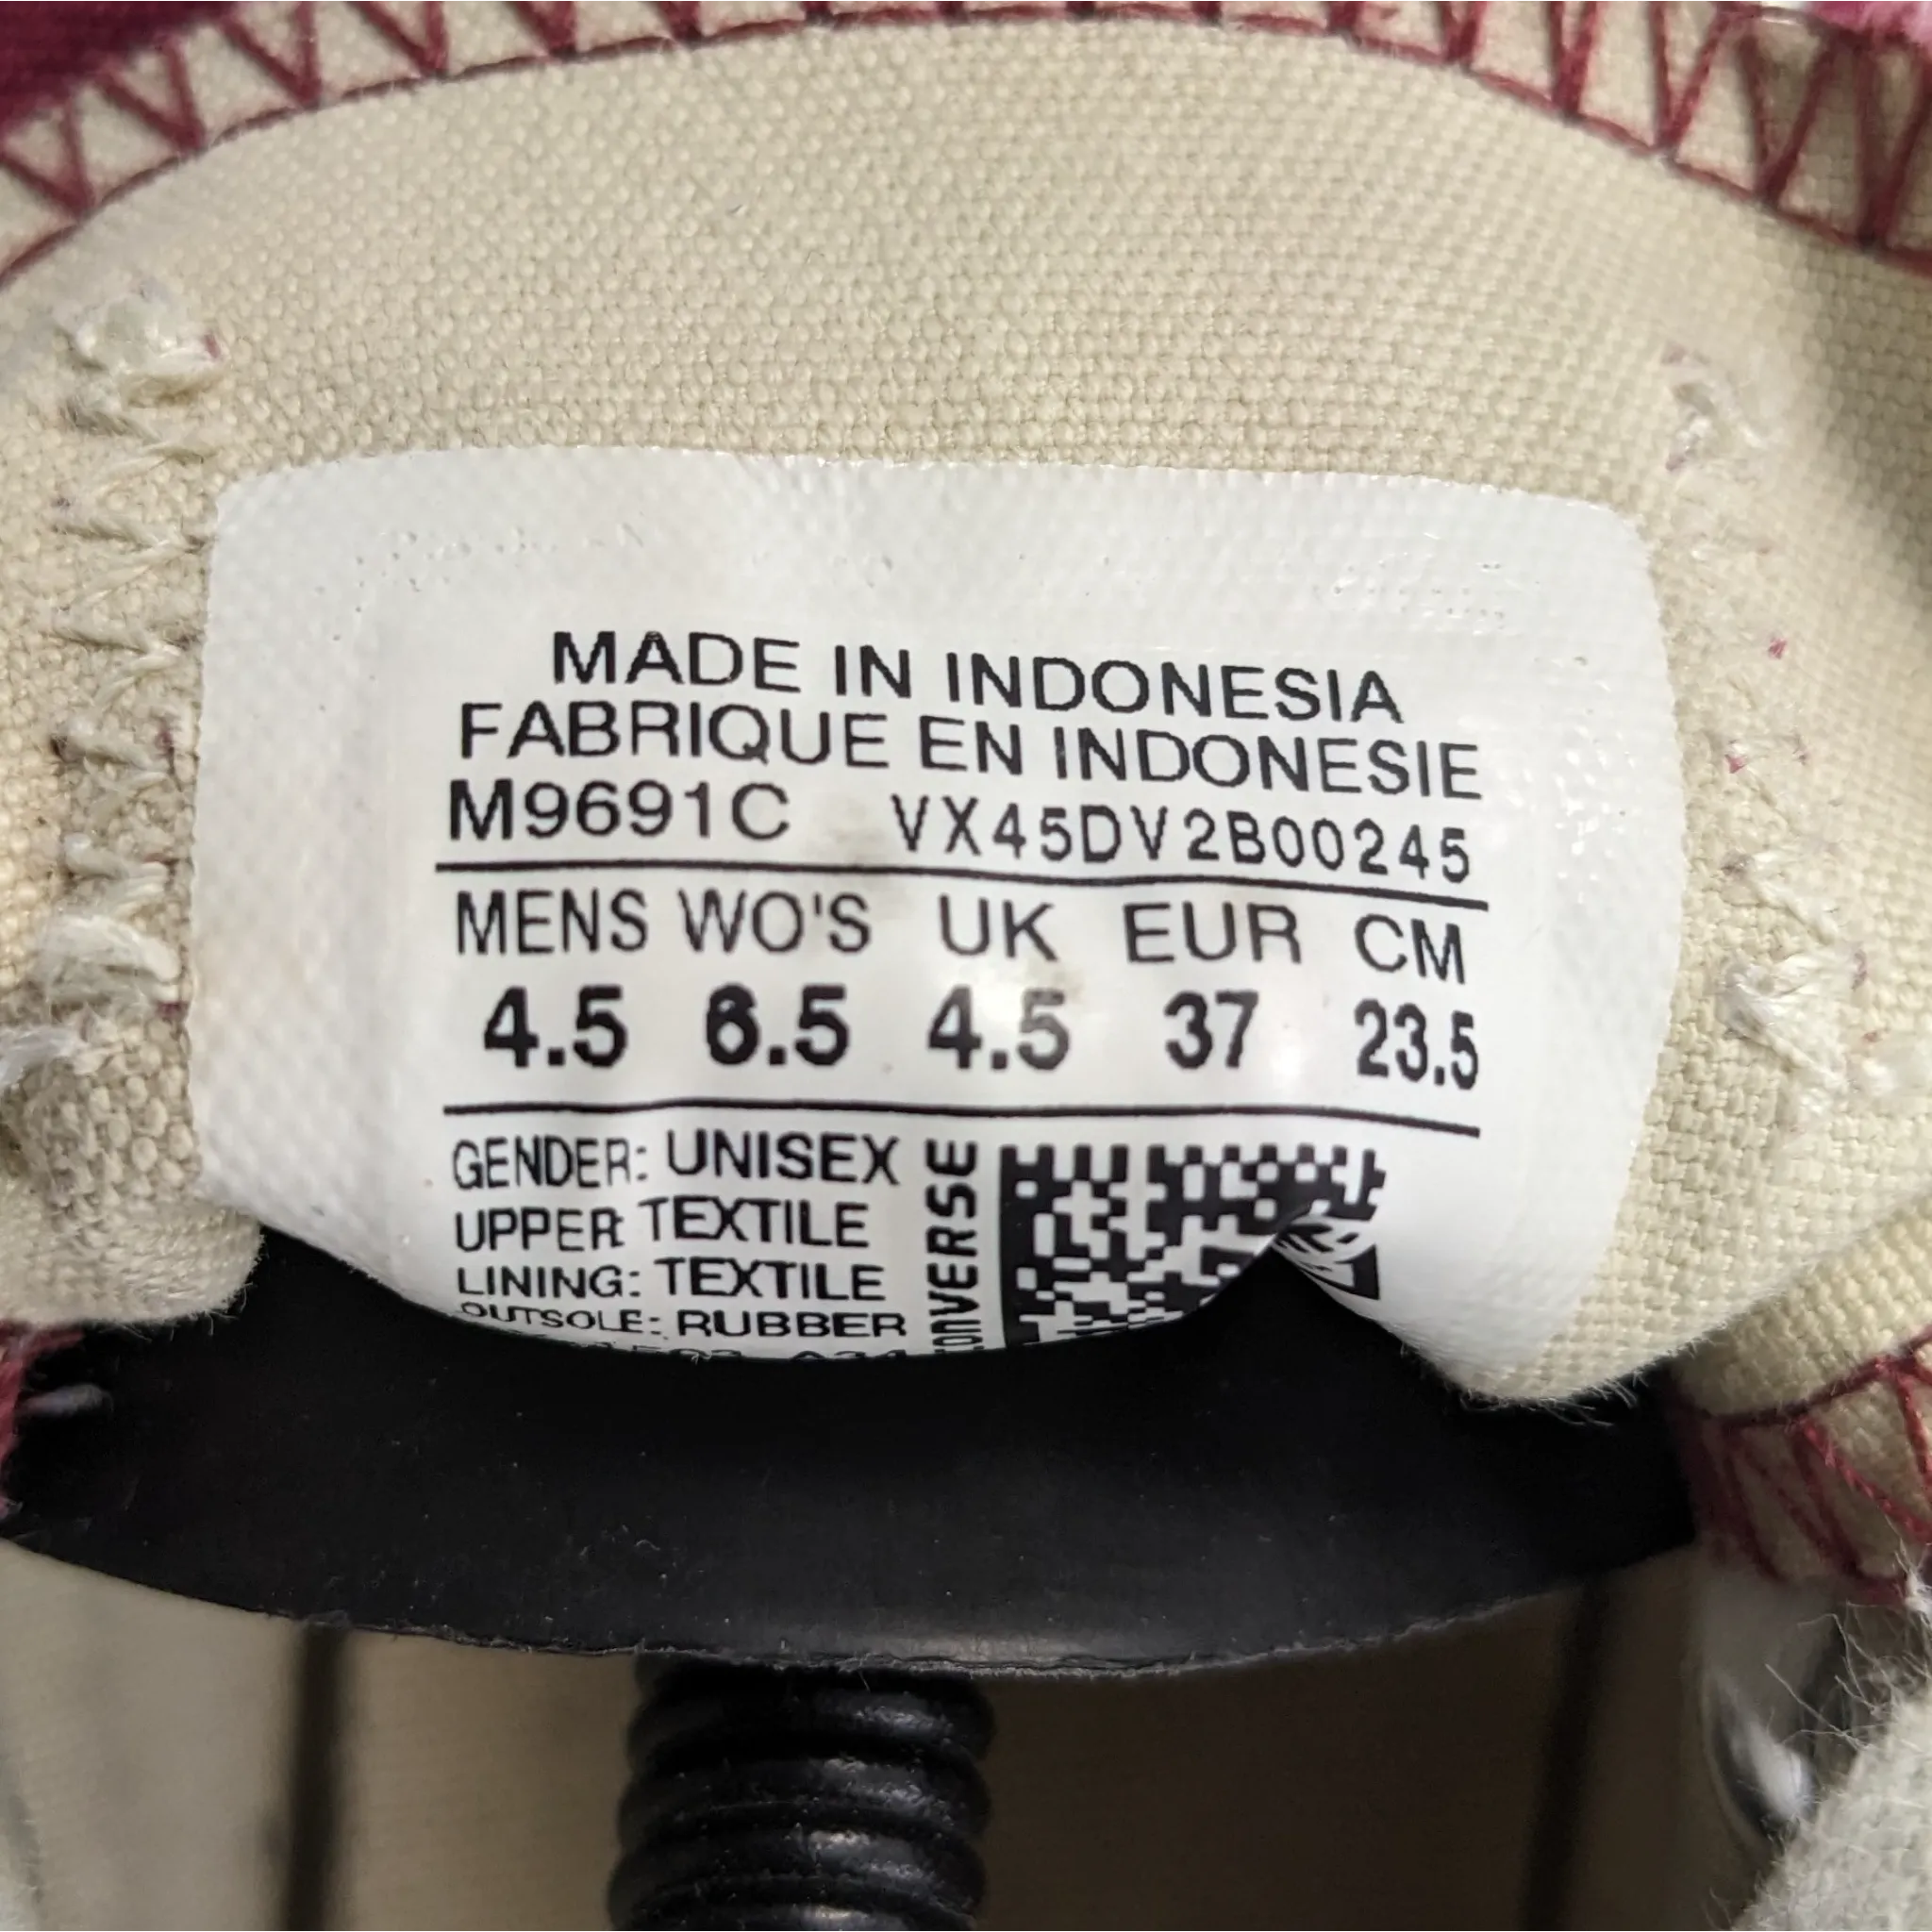 MADE IN INDONESIA
FABRIQUE EN INDONESIE
M9691C VX45DV2B00245
MENS WO'S UK EUR CM
4.5 6.5 4.5 37 23.5
GENDER: UNISEX
UPPER: TEXTILE
LINING: TEXTILE
OUTSOLE: RUBBER
CONVERSE